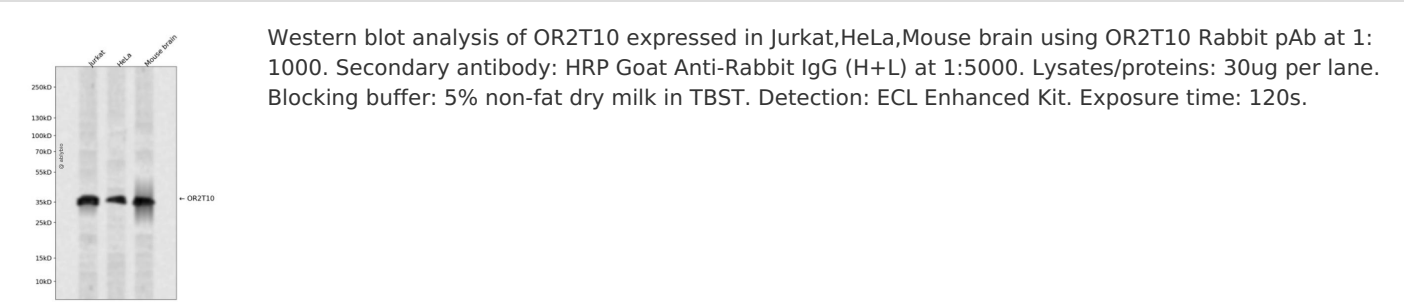 Jurkat
HeLa
Mouse brain
Western blot analysis of OR2T10 expressed in Jurkat,HeLa,Mouse brain using OR2T10 Rabbit pAb at 1:
1000. Secondary antibody: HRP Goat Anti-Rabbit IgG (H+L) at 1:5000. Lysates/proteins: 30ug per lane.
Blocking buffer: 5% non-fat dry milk in TBST. Detection: ECL Enhanced Kit. Exposure time: 120s.
250kD
130kD
100kD
70kD
55kD
35kD
← OR2T10
25kD
15kD
10kD